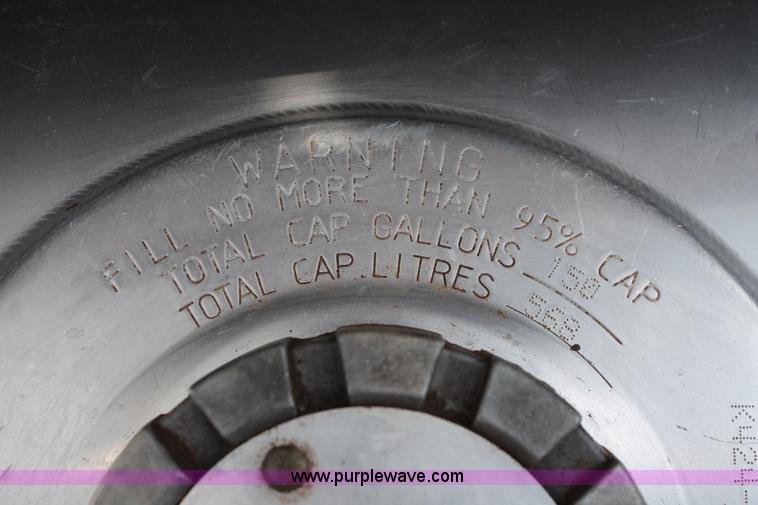 WARNING
FILL NO MORE THAN 95% CAP
TOTAL CAP GALLONS 150
TOTAL CAP. LITRES 568
www.purplewave.com